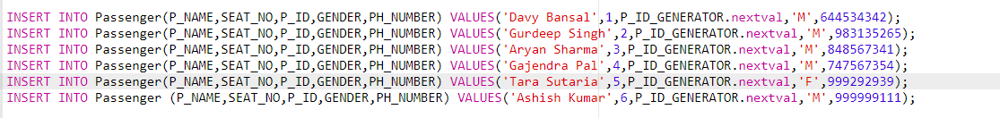 INSERT INTO Passenger(P_NAME,SEAT_NO,P_ID,GENDER,PH_NUMBER) VALUES('Davy Bansal',1,P_ID_GENERATOR.nextval,'M',644534342);
INSERT INTO Passenger(P_NAME,SEAT_NO,P_ID,GENDER,PH_NUMBER) VALUES('Gurdeep Singh',2,P_ID_GENERATOR.nextval,'M',983135265);
INSERT INTO Passenger(P_NAME,SEAT_NO,P_ID,GENDER,PH_NUMBER) VALUES('Aryan Sharma',3,P_ID_GENERATOR.nextval,'M',848567341);
INSERT INTO Passenger(P_NAME,SEAT_NO,P_ID,GENDER,PH_NUMBER) VALUES('Gajendra Pal',4,P_ID_GENERATOR.nextval,'M',747567354);
INSERT INTO Passenger(P_NAME,SEAT_NO,P_ID,GENDER,PH_NUMBER) VALUES('Tara Sutaria',5,P_ID_GENERATOR.nextval,'F',999292939);
INSERT INTO Passenger (P_NAME,SEAT_NO,P_ID,GENDER,PH_NUMBER) VALUES('Ashish Kumar',6,P_ID_GENERATOR.nextval,'M',999999111);